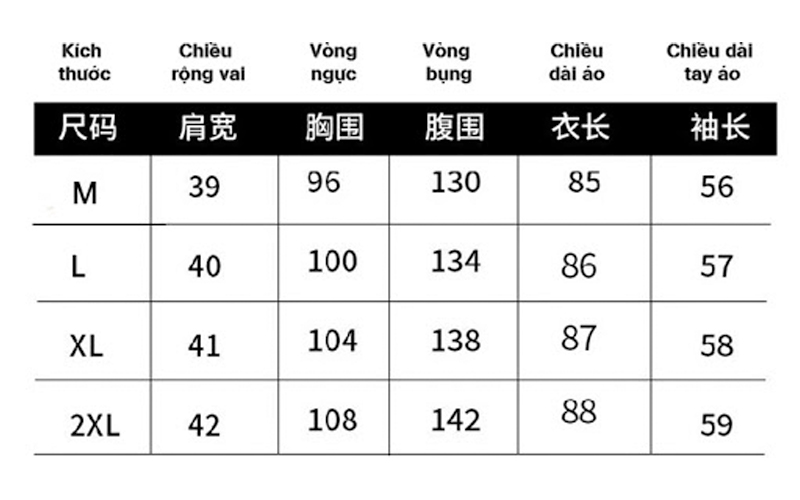 Kích thước Chiều rộng vai Vòng ngực Vòng bụng Chiều dài áo Chiều dài tay áo
尺码 肩宽 胸围 腹围 衣长 袖长
M 39 96 130 85 56
L 40 100 134 86 57
XL 41 104 138 87 58
2XL 42 108 142 88 59